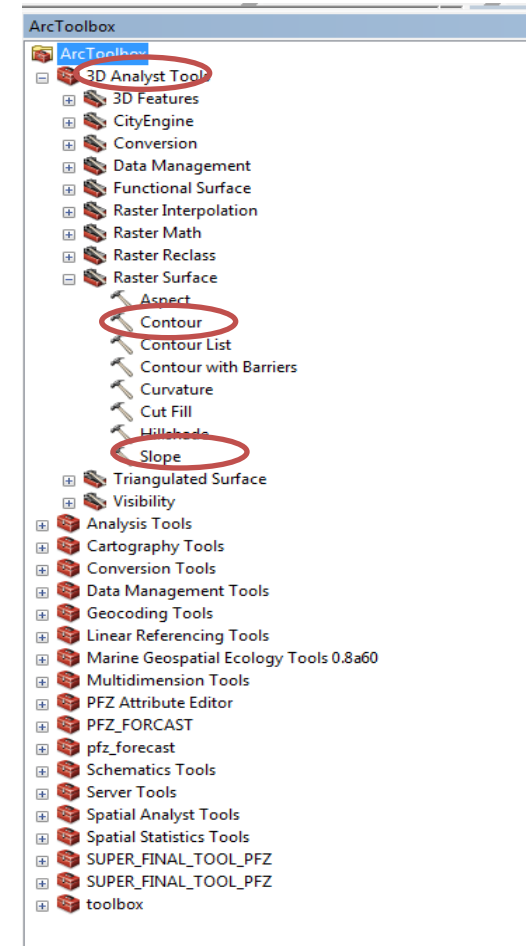 ArcToolbox
ArcToolbox
3D Analyst Tools
3D Features
CityEngine
Conversion
Data Management
Functional Surface
Raster Interpolation
Raster Math
Raster Reclass
Raster Surface
Aspect
Contour
Contour List
Contour with Barriers
Curvature
Cut Fill
Hillshade
Slope
Triangulated Surface
Visibility
Analysis Tools
Cartography Tools
Conversion Tools
Data Management Tools
Geocoding Tools
Linear Referencing Tools
Marine Geospatial Ecology Tools 0.8a60
Multidimension Tools
PFZ Attribute Editor
PFZ_FORCAST
pfz_forecast
Schematics Tools
Server Tools
Spatial Analyst Tools
Spatial Statistics Tools
SUPER_FINAL_TOOL_PFZ
SUPER_FINAL_TOOL_PFZ
toolbox